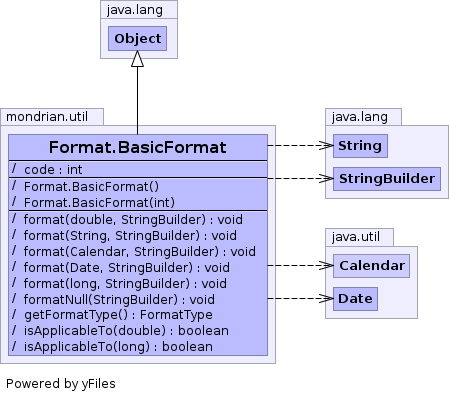 java.lang
Object
mondrian.util
Format.BasicFormat
/ code : int
/ Format.BasicFormat()
/ Format.BasicFormat(int)
/ format(double, StringBuilder) : void
/ format(String, StringBuilder) : void
/ format(Calendar, StringBuilder) : void
/ format(Date, StringBuilder) : void
/ format(long, StringBuilder) : void
/ formatNull(StringBuilder) : void
/ getFormatType() : FormatType
/ isApplicableTo(double) : boolean
/ isApplicableTo(long) : boolean
java.lang
String
StringBuilder
java.util
Calendar
Date
Powered by yFiles